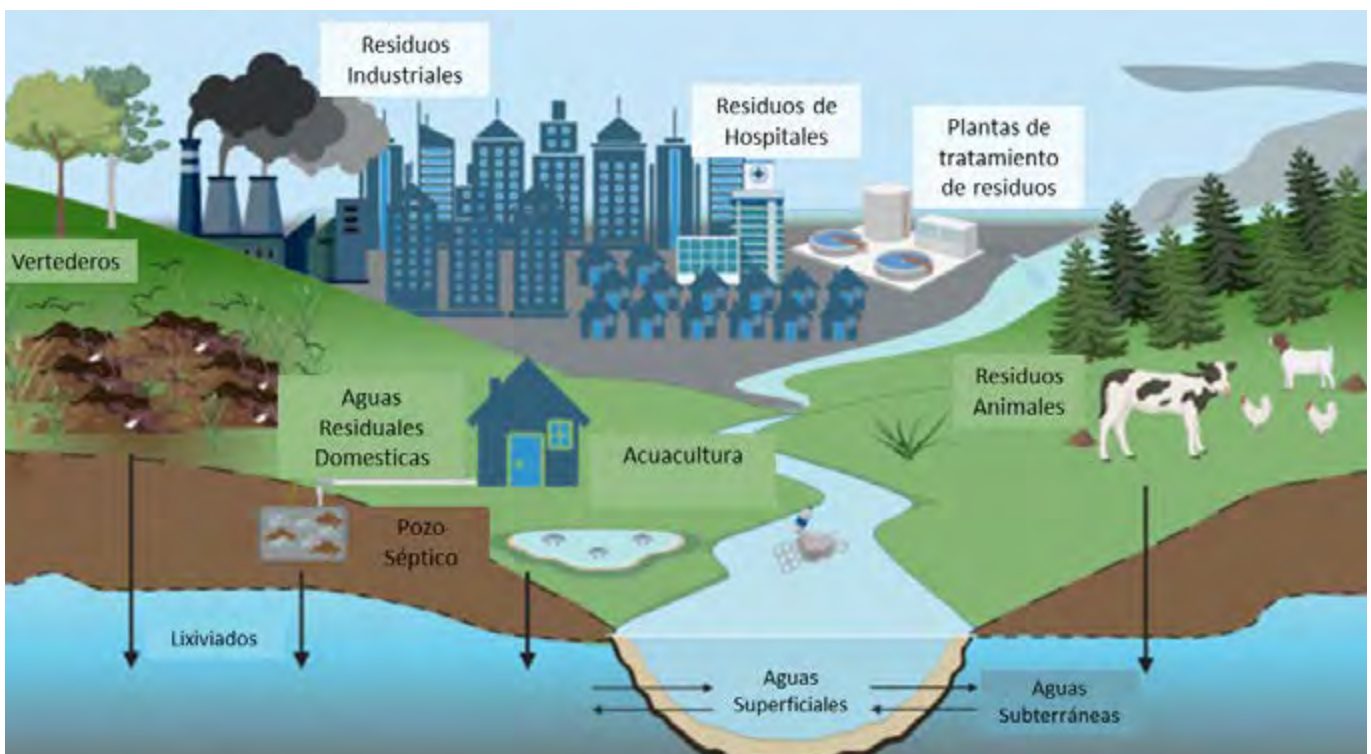 Residuos
Industriales
Residuos de
Hospitales
Plantas de
tratamiento
de residuos
Vertederos
Aguas
Residuales
Domesticas
Acuacultura
Residuos
Animales
Pozo
Séptico
Lixiviados
Aguas
Superficiales
Aguas
Subterráneas